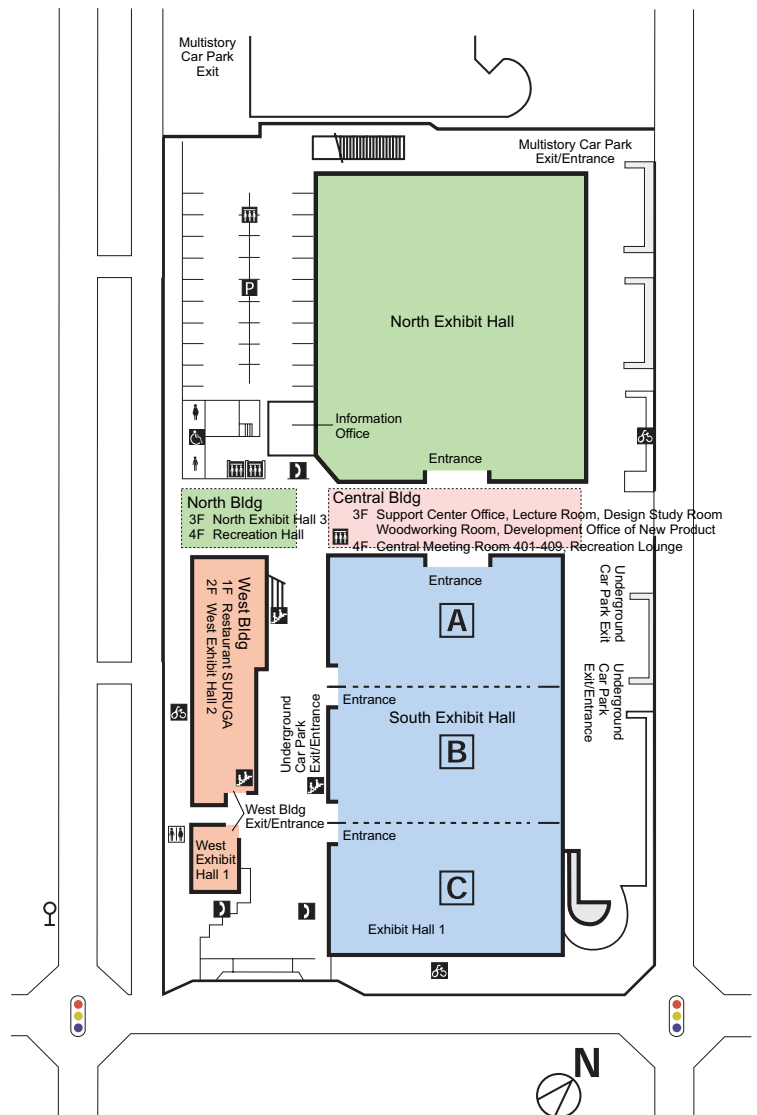 Multistory
Car Park
Exit
Multistory Car Park
Exit/Entrance
P
North Exhibit Hall
Information
Office
Entrance
North Bldg
3F North Exhibit Hall 3
4F Recreation Hall
Central Bldg
3F Support Center Office, Lecture Room, Design Study Room
Woodworking Room, Development Office of New Product
4F Central Meeting Room 401-409, Recreation Lounge
Entrance
A
West Bldg
1F Restaurant SURUGA
2F West Exhibit Hall 2
Underground
Car Park Exit
Underground
Car Park
Exit/Entrance
Underground
Car Park
Exit/Entrance
Entrance
South Exhibit Hall
B
West Bldg
Exit/Entrance
Entrance
West
Exhibit
Hall 1
C
Exhibit Hall 1
N